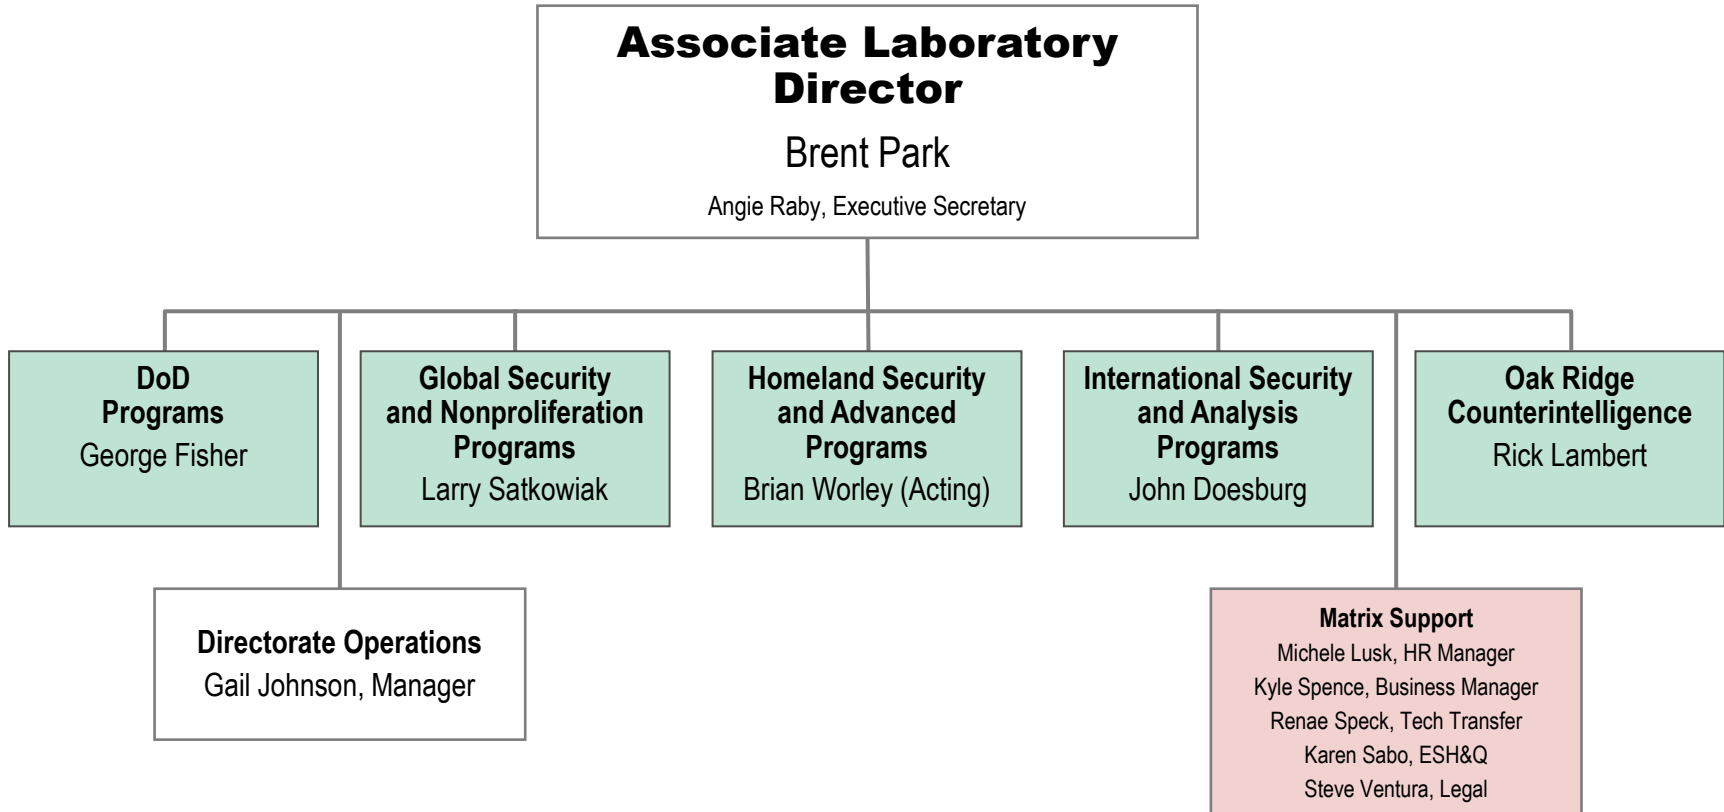 Associate Laboratory
Director
Brent Park
Angie Raby, Executive Secretary
DoD
Programs
George Fisher
Global Security
and Nonproliferation
Programs
Larry Satkowiak
Homeland Security
and Advanced
Programs
Brian Worley (Acting)
International Security
and Analysis
Programs
John Doesburg
Oak Ridge
Counterintelligence
Rick Lambert
Directorate Operations
Gail Johnson, Manager
Matrix Support
Michele Lusk, HR Manager
Kyle Spence, Business Manager
Renae Speck, Tech Transfer
Karen Sabo, ESH&Q
Steve Ventura, Legal